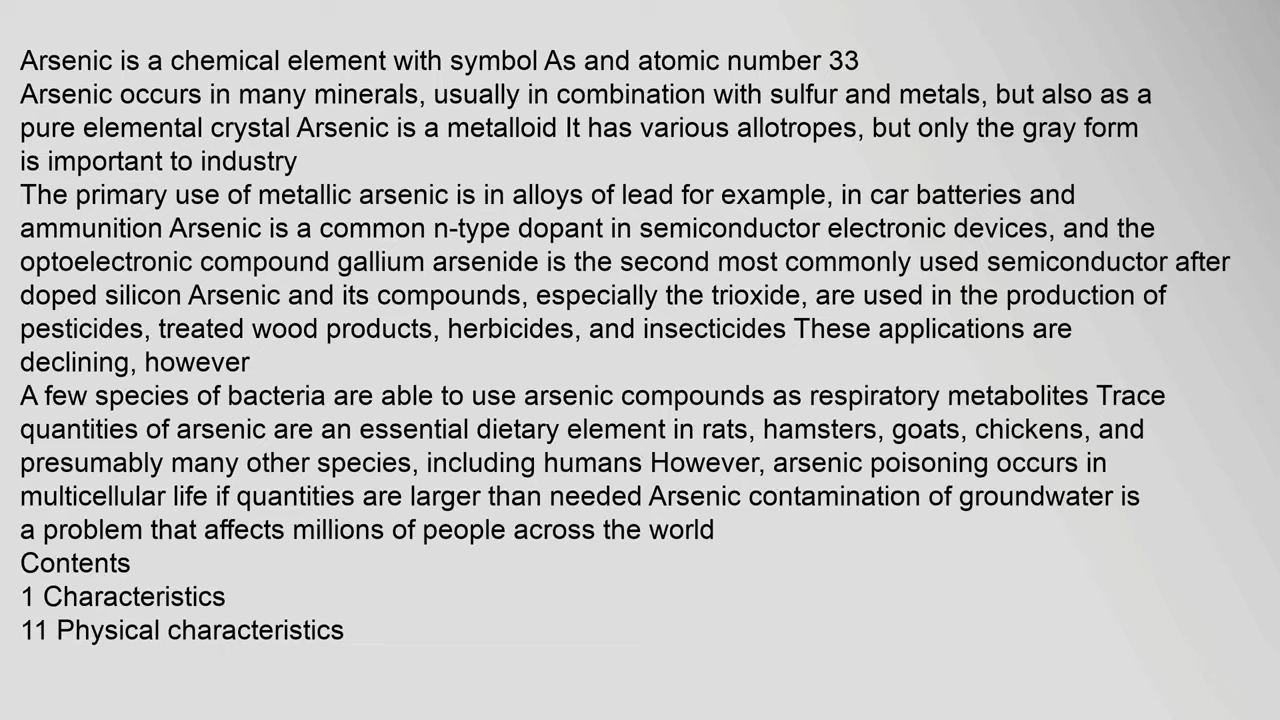 Arsenic is a chemical element with symbol As and atomic number 33
Arsenic occurs in many minerals, usually in combination with sulfur and metals, but also as a
pure elemental crystal Arsenic is a metalloid It has various allotropes, but only the gray form
is important to industry
The primary use of metallic arsenic is in alloys of lead for example, in car batteries and
ammunition Arsenic is a common n-type dopant in semiconductor electronic devices, and the
optoelectronic compound gallium arsenide is the second most commonly used semiconductor after
doped silicon Arsenic and its compounds, especially the trioxide, are used in the production of
pesticides, treated wood products, herbicides, and insecticides These applications are
declining, however
A few species of bacteria are able to use arsenic compounds as respiratory metabolites Trace
quantities of arsenic are an essential dietary element in rats, hamsters, goats, chickens, and
presumably many other species, including humans However, arsenic poisoning occurs in
multicellular life if quantities are larger than needed Arsenic contamination of groundwater is
a problem that affects millions of people across the world
Contents
1 Characteristics
11 Physical characteristics